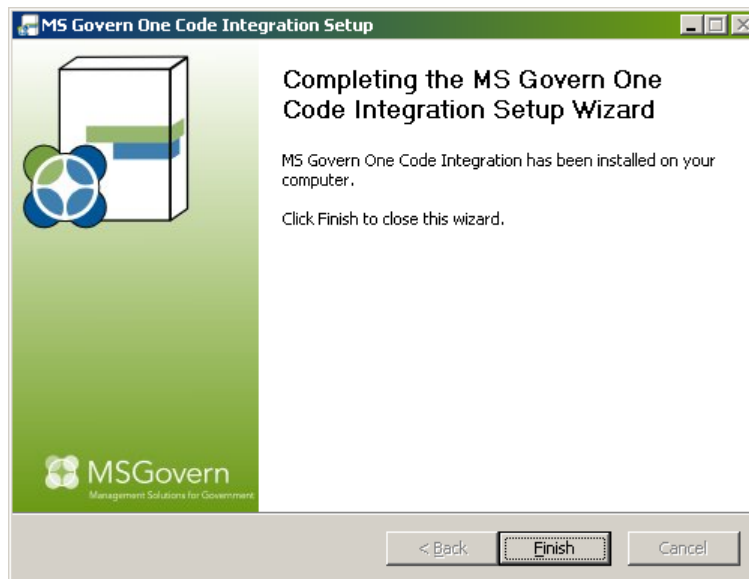 MS Govern One Code Integration Setup
Completing the MS Govern One
Code Integration Setup Wizard
MS Govern One Code Integration has been installed on your
computer.
Click Finish to close this wizard.
MSGovern
Management Solutions for Government
< Back
Finish
Cancel